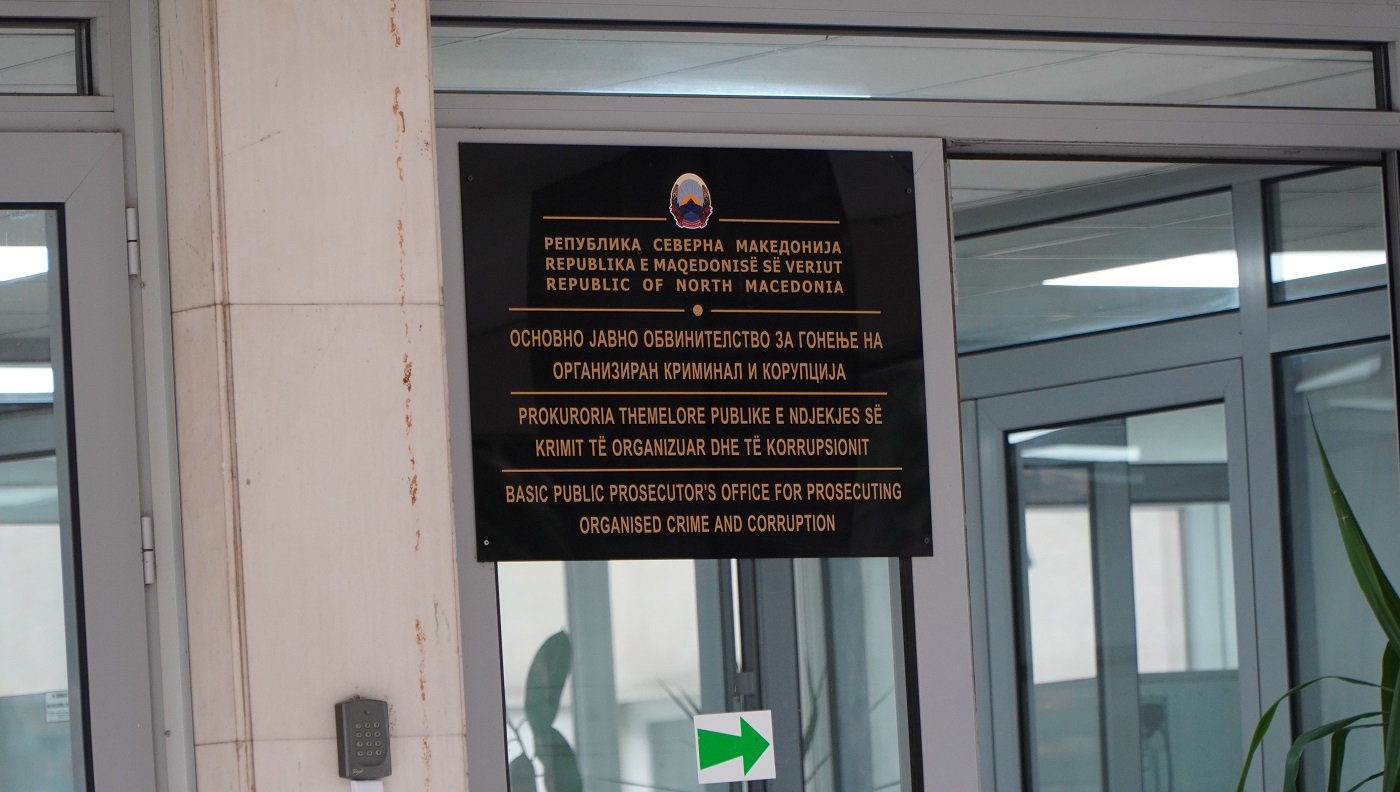 РЕПУБЛИКА СЕВЕРНА МАКЕДОНИЈА
REPUBLIKA E MAQEDONISË SË VERIUT
REPUBLIC OF NORTH MACEDONIA
ОСНОВНО ЈАВНО ОБВИНИТЕЛСТВО ЗА ГОНЕЊЕ НА
ОРГАНИЗИРАН КРИМИНАЛ И КОРУПЦИЈА
PROKURORIA THEMELORE PUBLIKE E NDJEKJES SË
KRIMIT TË ORGANIZUAR DHE TË KORRUPSIONIT
BASIC PUBLIC PROSECUTOR'S OFFICE FOR PROSECUTING
ORGANISED CRIME AND CORRUPTION